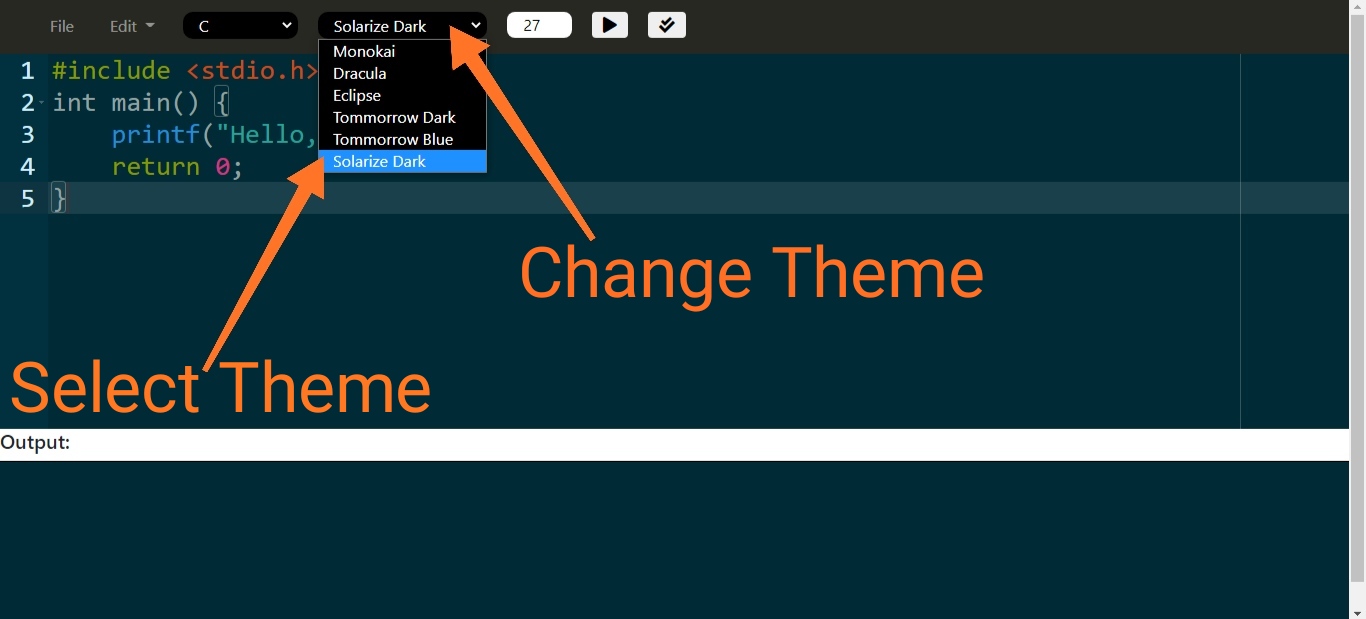 File Edit C Solarize Dark 27
Monokai
Dracula
Eclipse
Tommorrow Dark
Tommorrow Blue
Solarize Dark
1 #include <stdio.h>
2 int main() {
3 printf("Hello,
4 return 0;
5 }
Change Theme
Select Theme
Output: